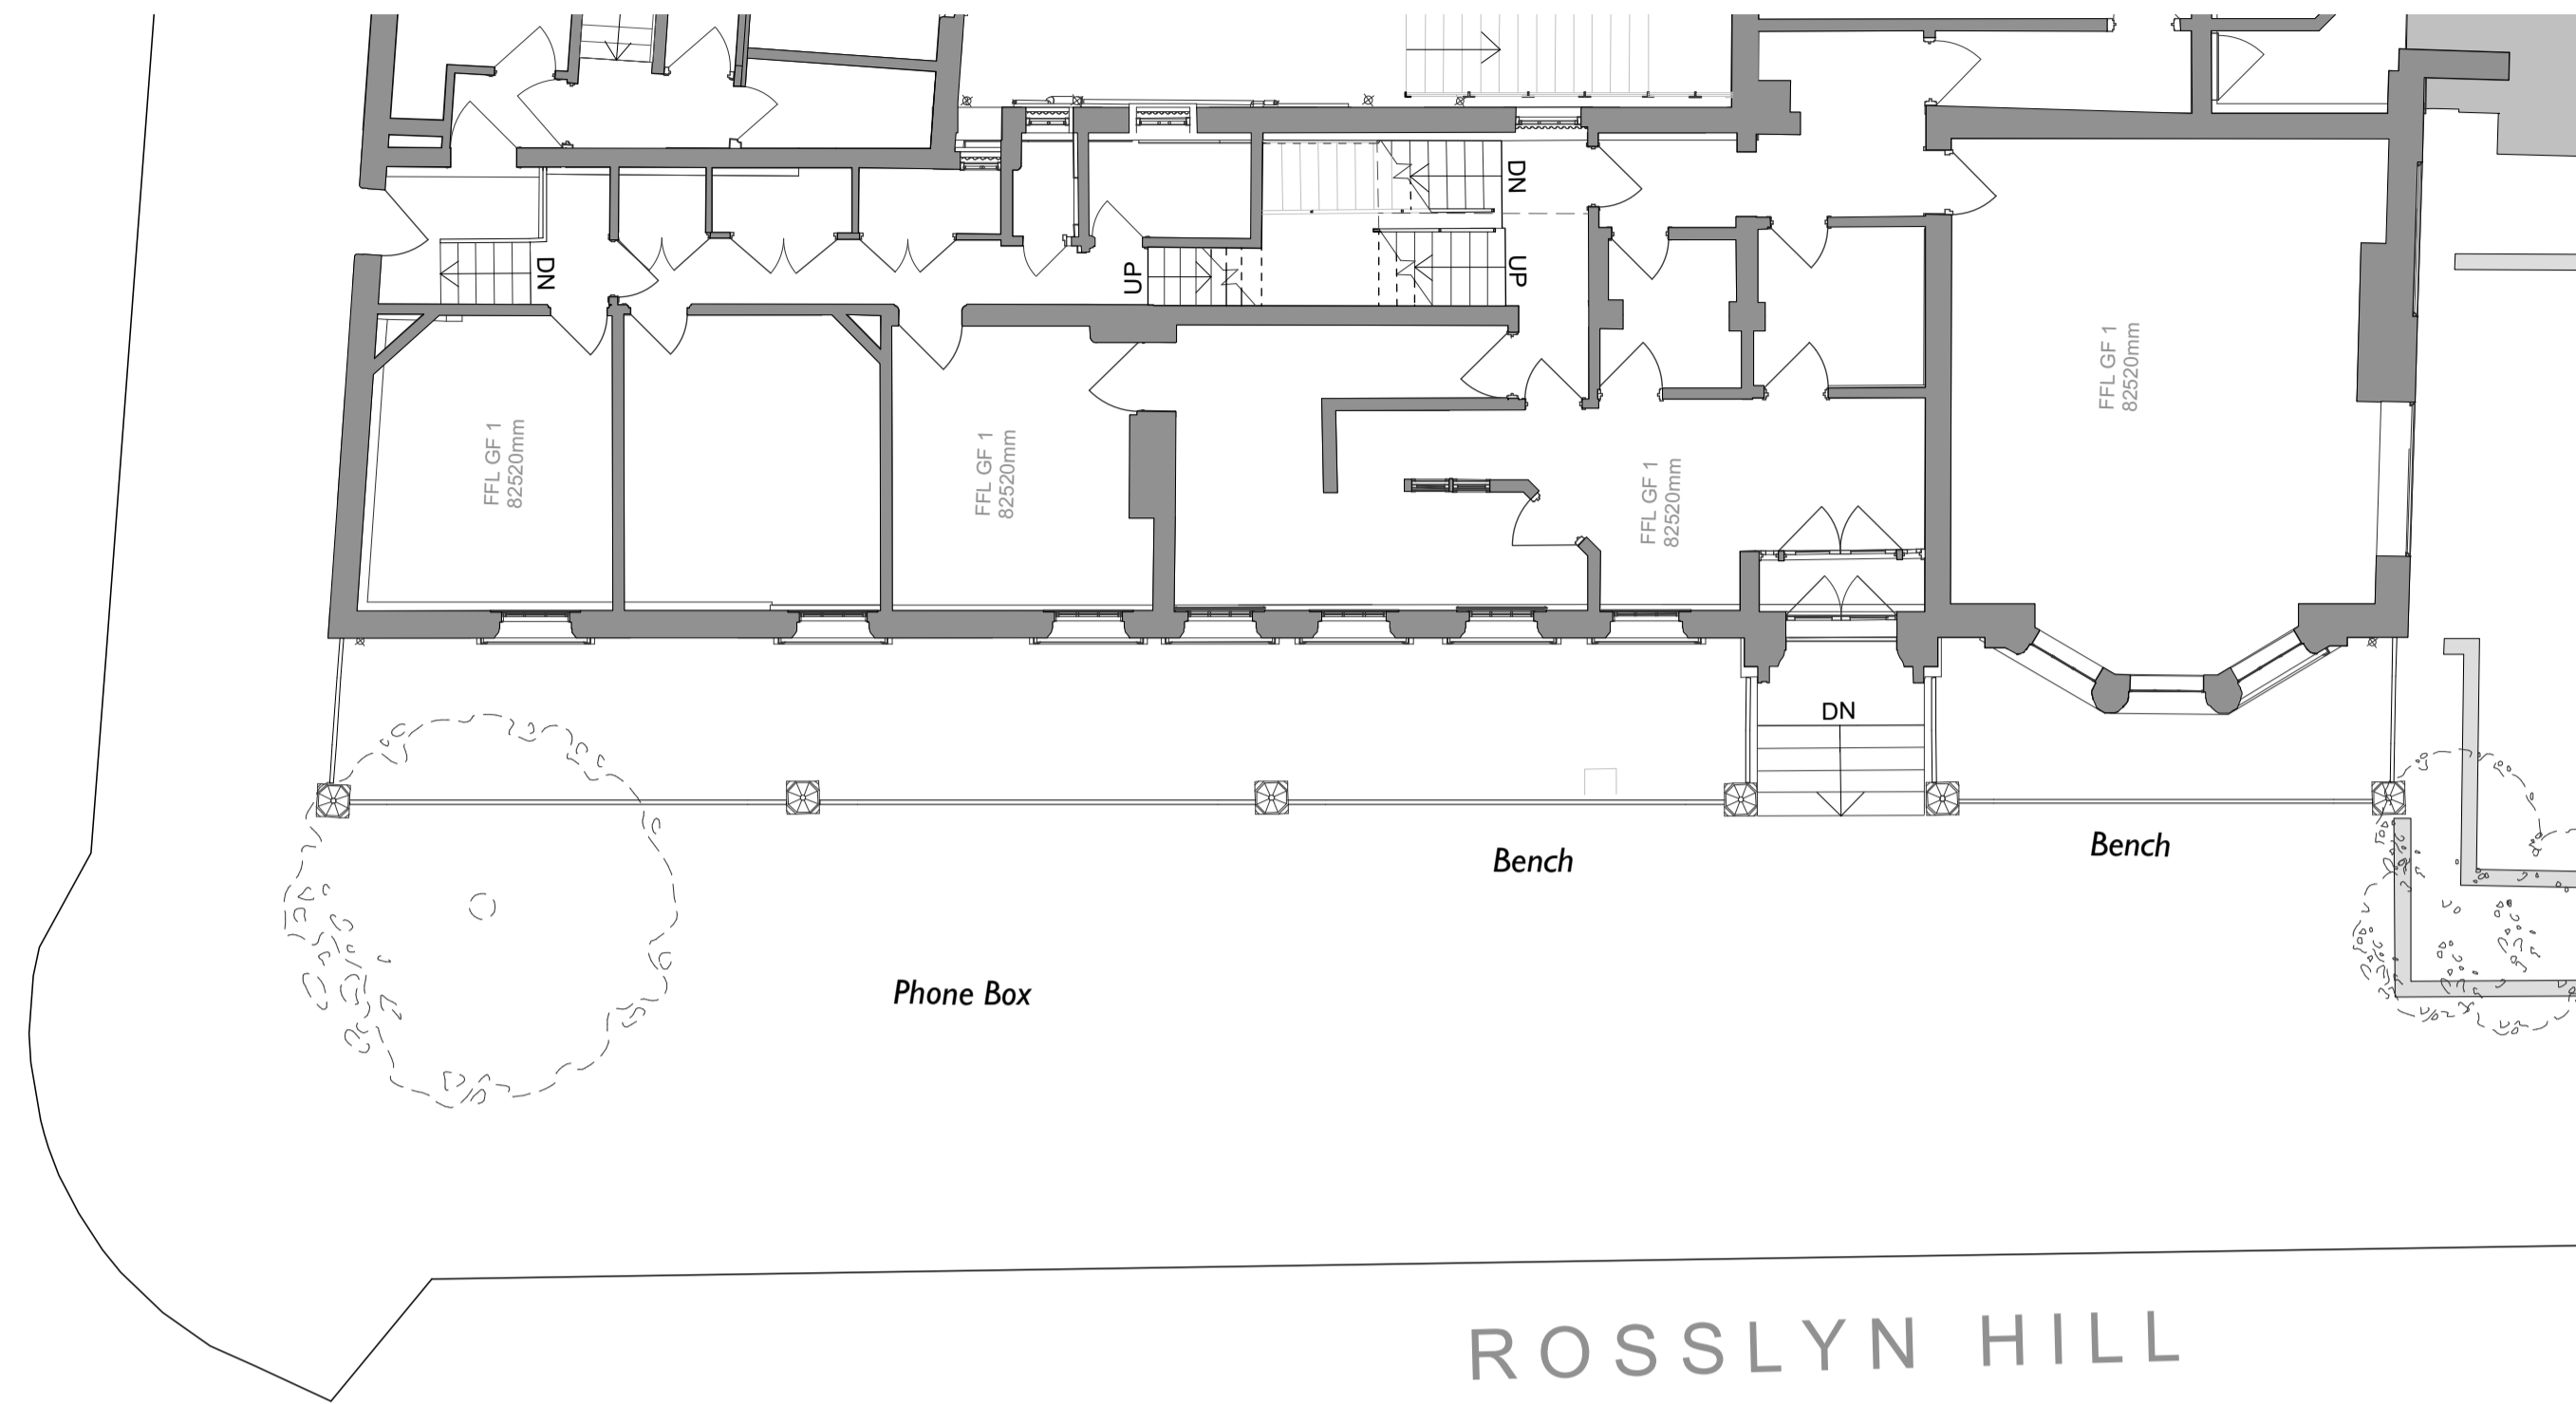 DN
UP
DN
UP
DN
FFL GF 1
82520mm
FFL GF 1
82520mm
FFL GF 1
82520mm
FFL GF 1
82520mm
DN
Bench
Bench
Phone Box
ROSSLYN HILL